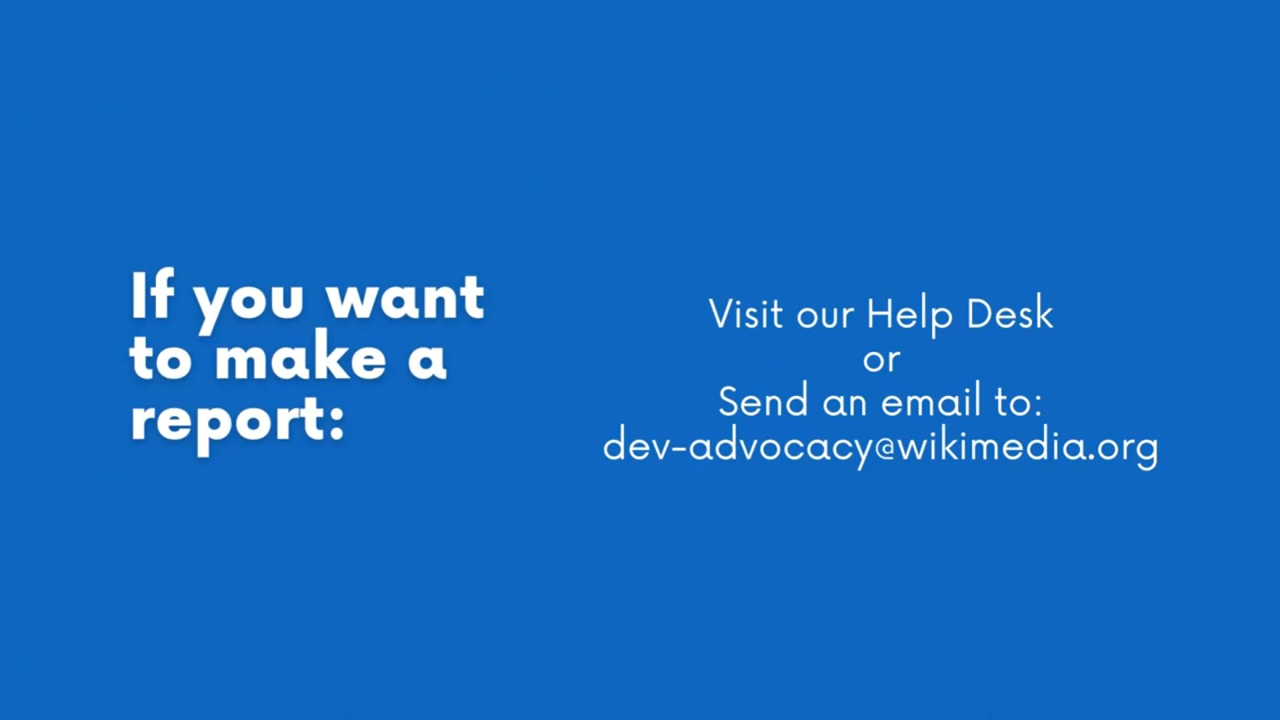 If you want
to make a
report:
Visit our Help Desk
or
Send an email to:
dev-advocacy@wikimedia.org